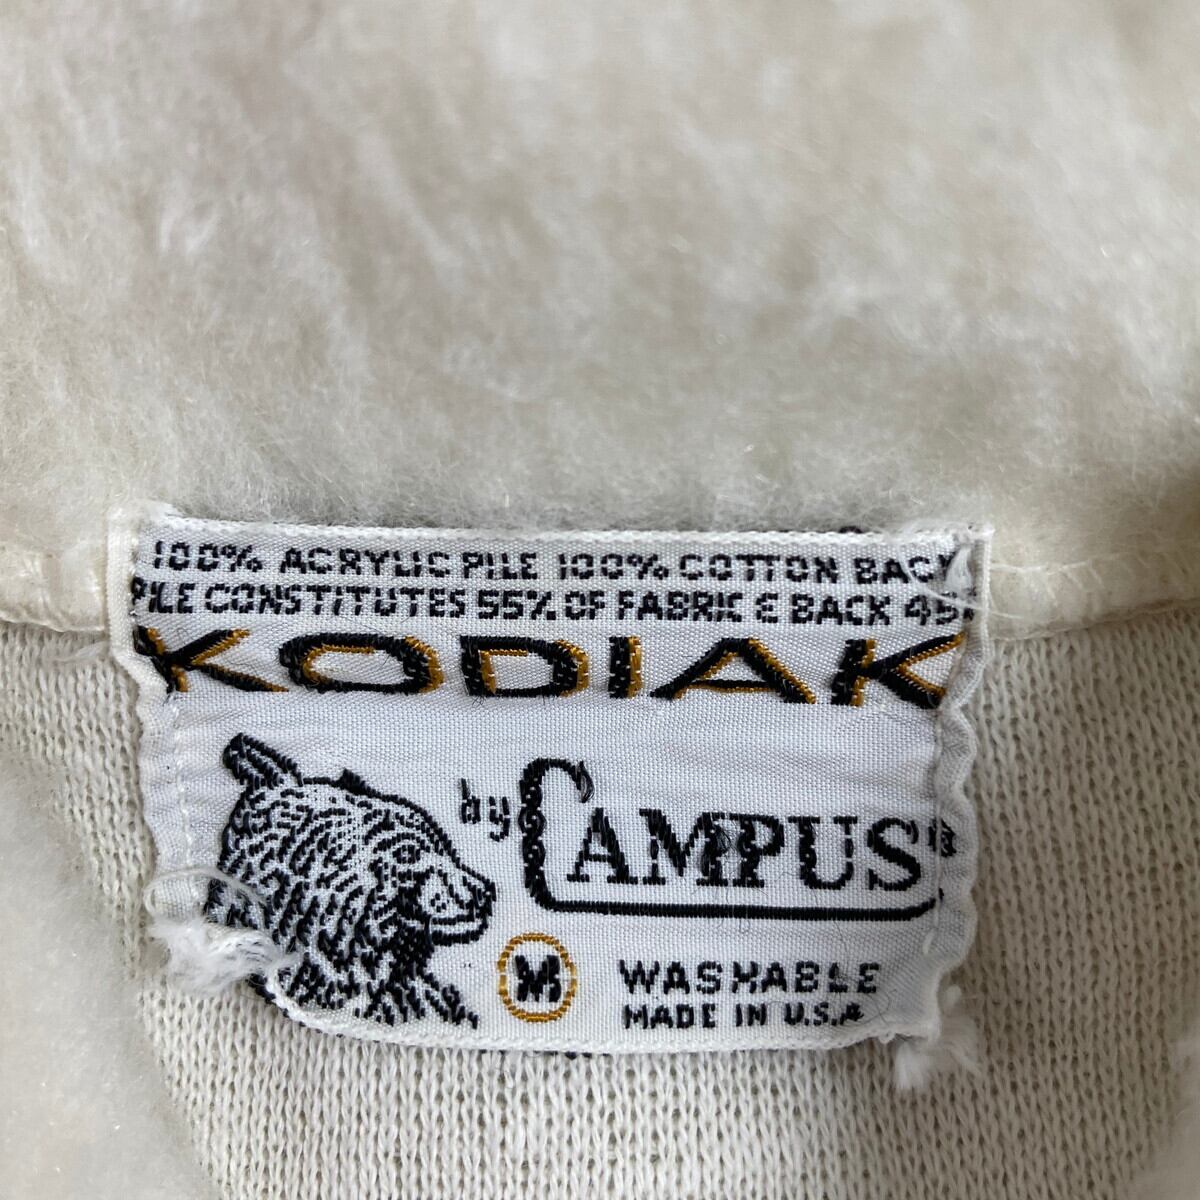 100% ACRYLIC PILE 100% COTTON BACK
PILE CONSTITUTES 55% OF FABRIC & BACK 45%
KODIAK
by CAMPUS
M WASHABLE
MADE IN U.S.A